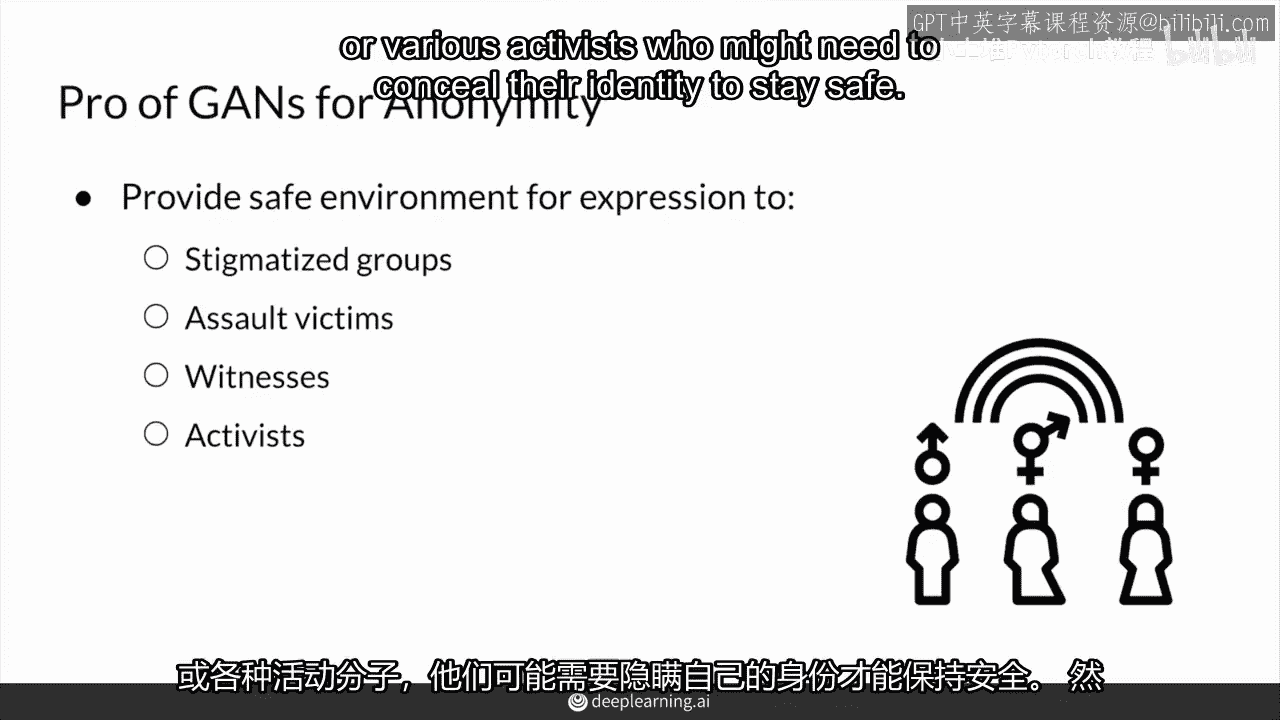 GPT中英字幕课程资源@bilibili.com
or various activists who might need to
conceal their identity to stay safe.
Pro of GANs for Anonymity
Provide safe environment for expression to:
Stigmatized groups
Assault victims
Witnesses
Activists
或各种活动分子，他们可能需要隐瞒自己的身份才能保持安全。 然
deeplearning.ai